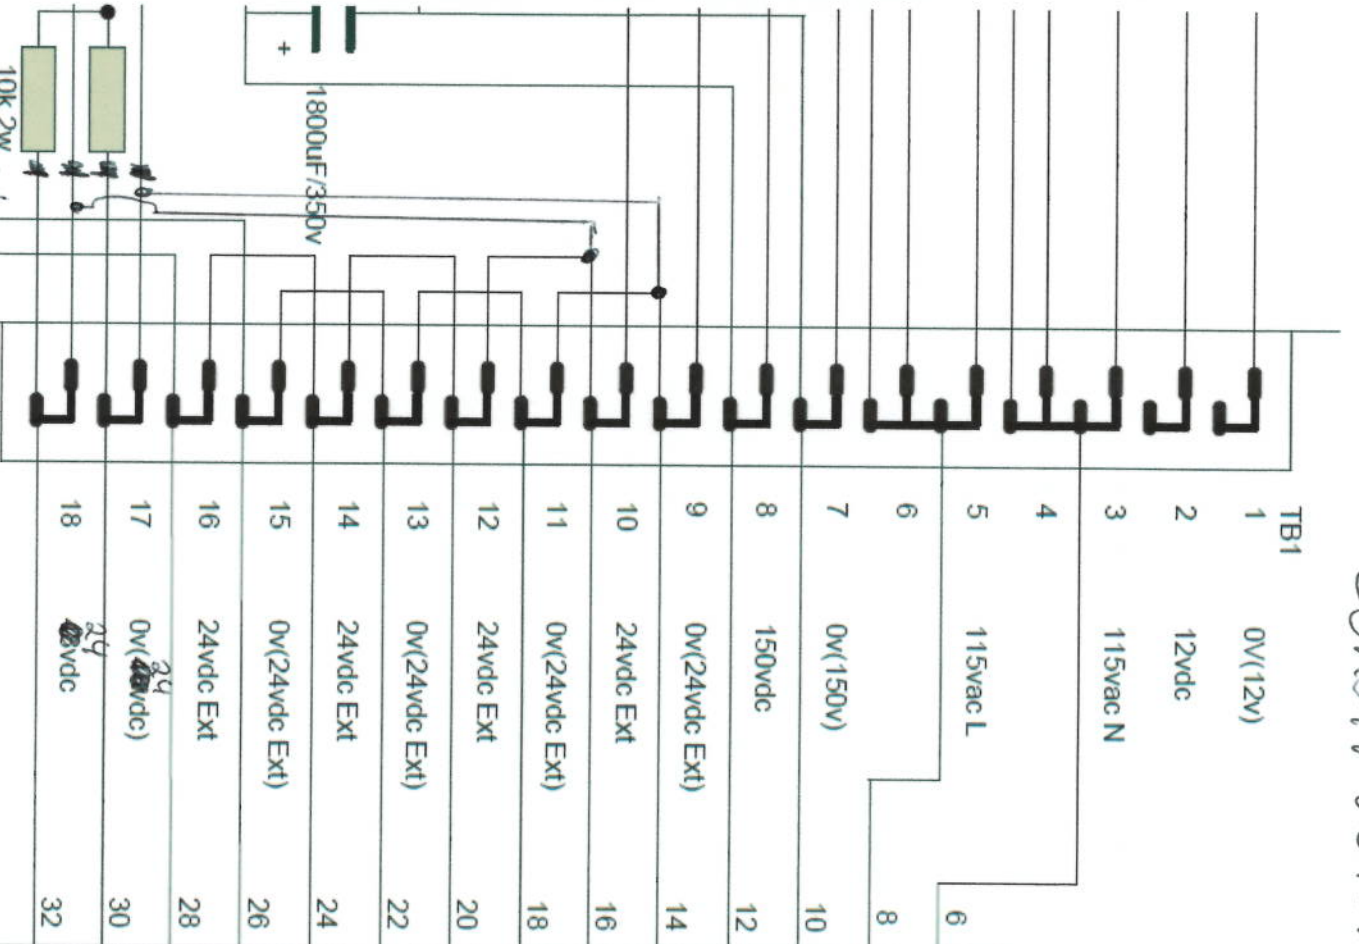 TB1
1 0V(12v)
2 12vdc
3 115vac N
4
5 115vac L
6
7 0v(150v)
8 150vdc
9 0v(24vdc Ext)
10 24vdc Ext
11 0v(24vdc Ext)
12 24vdc Ext
13 0v(24vdc Ext)
14 24vdc Ext
15 0v(24vdc Ext)
16 24vdc Ext
17 0v(24vdc)
18 24vdc
6
8
10
12
14
16
18
20
22
24
26
28
30
32
+
1800uF/350v
10k 2w